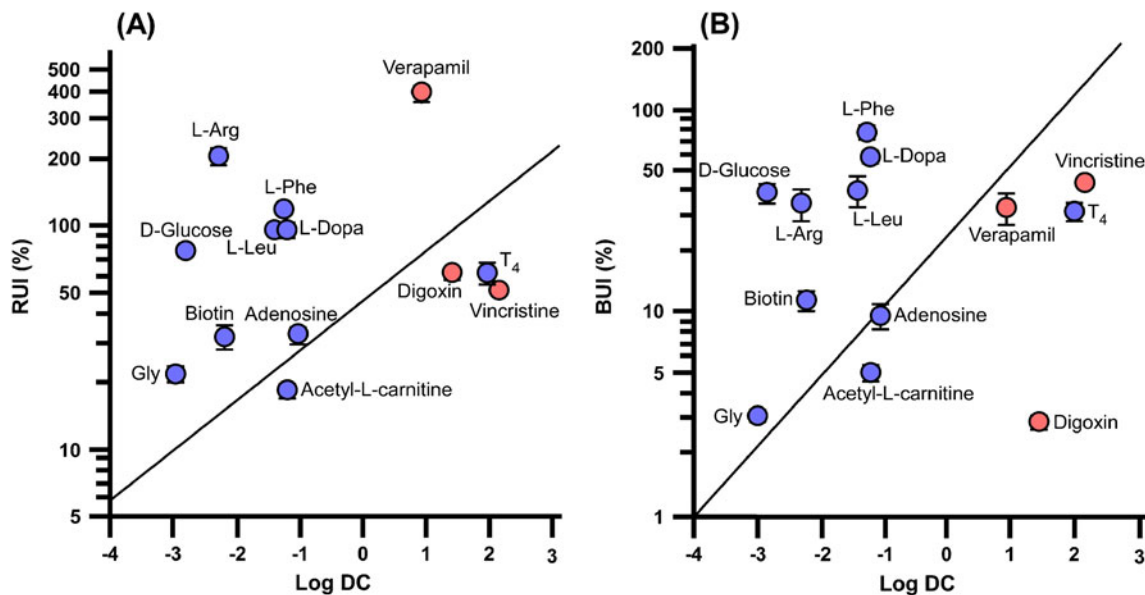 (A)
RUI (%)
500
400
300
200
100
50
10
5
Verapamil
L-Arg
L-Phe
D-Glucose
L-Leu
L-Dopa
T4
Digoxin
Vincristine
Biotin
Adenosine
Gly
Acetyl-L-carnitine
-4 -3 -2 -1 0 1 2 3
Log DC
(B)
BUI (%)
200
100
50
10
5
1
L-Phe
L-Dopa
D-Glucose
Vincristine
L-Arg
L-Leu
Verapamil
T4
Biotin
Adenosine
Acetyl-L-carnitine
Gly
Digoxin
-4 -3 -2 -1 0 1 2 3
Log DC